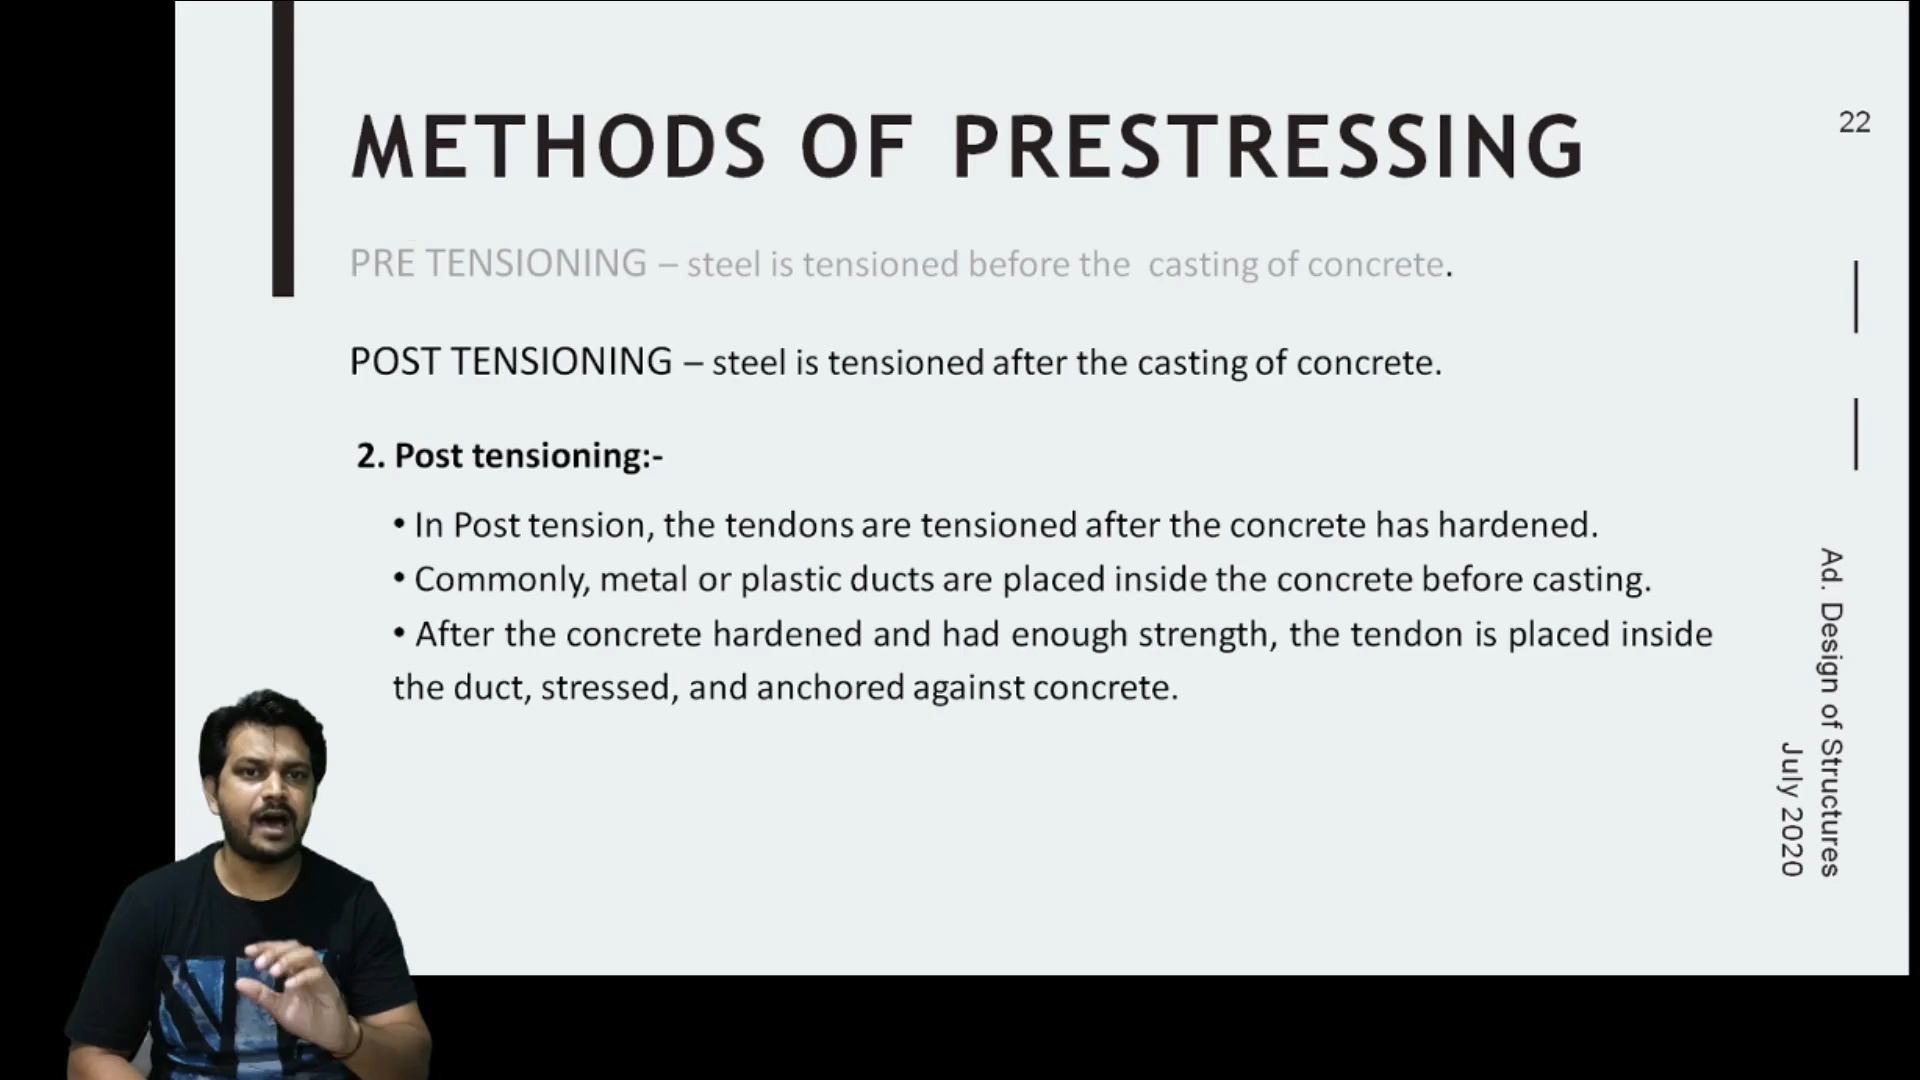 METHODS OF PRESTRESSING
22
PRE TENSIONING – steel is tensioned before the casting of concrete.
POST TENSIONING – steel is tensioned after the casting of concrete.
2. Post tensioning:-
• In Post tension, the tendons are tensioned after the concrete has hardened.
• Commonly, metal or plastic ducts are placed inside the concrete before casting.
• After the concrete hardened and had enough strength, the tendon is placed inside
the duct, stressed, and anchored against concrete.
Ad. Design of Structures
July 2020